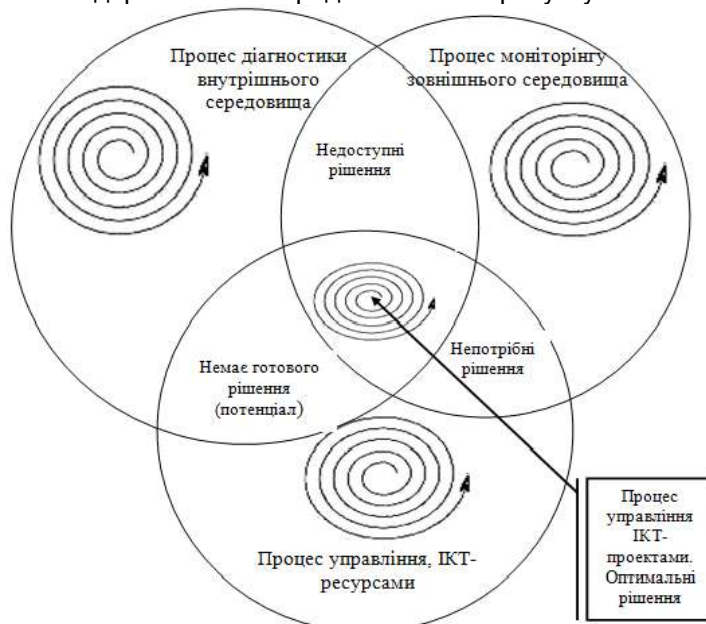 Процес діагностики
внутрішнього
середовища
Процес моніторингу
зовнішнього середовища
Недоступні
рішення
Немає готового
рішення
(потенціал)
Непотрібні
рішення
Процес управління, ІКТ-
ресурсами
Процес
управління
ІКТ-
проектами.
Оптимальні
рішення